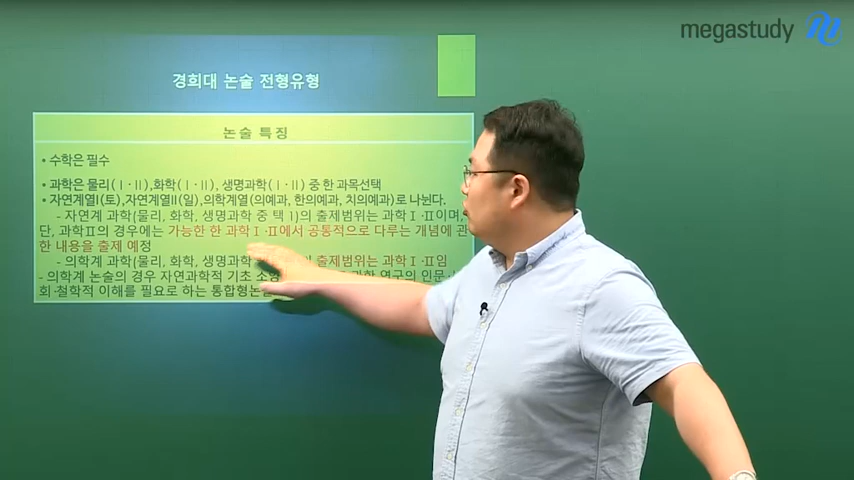 megastudy
경희대 논술 전형유형
논술 특징
• 수학은 필수
• 과학은 물리(Ⅰ·Ⅱ),화학(Ⅰ·Ⅱ), 생명과학(Ⅰ·Ⅱ) 중 한 과목선택
• 자연계열Ⅰ(토),자연계열Ⅱ(일),의학계열(의예과, 한의예과, 치의예과)로 나뉜다.
- 자연계 과학(물리, 화학, 생명과학 중 택 1)의 출제범위는 과학Ⅰ·Ⅱ이며,
단, 과학Ⅱ의 경우에는 가능한 한 과학Ⅰ·Ⅱ에서 공통적으로 다루는 개념에 관
한 내용을 출제 예정
- 의학계 과학(물리, 화학, 생명과학 출제범위는 과학Ⅰ·Ⅱ임
- 의학계 논술의 경우 자연과학적 기초 연구의 인문
회·철학적 이해를 필요로 하는 통합형논